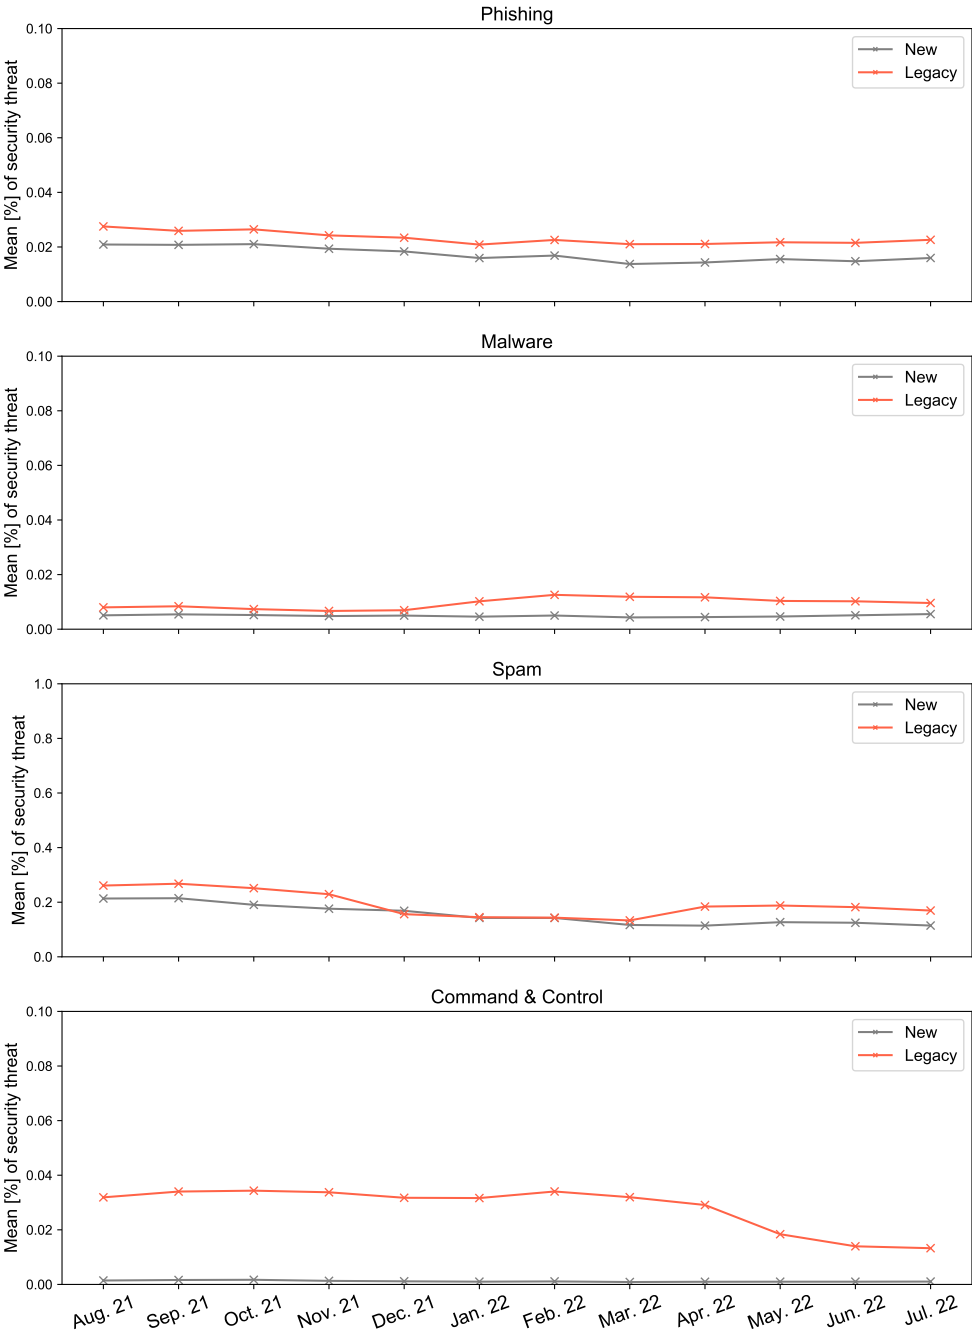 Phishing
Mean [%] of security threat
0.10
0.08
0.06
0.04
0.02
0.00
New
Legacy
Malware
Mean [%] of security threat
0.10
0.08
0.06
0.04
0.02
0.00
New
Legacy
Spam
Mean [%] of security threat
1.0
0.8
0.6
0.4
0.2
0.0
New
Legacy
Command & Control
Mean [%] of security threat
0.10
0.08
0.06
0.04
0.02
0.00
New
Legacy
Aug. 21 Sep. 21 Oct. 21 Nov. 21 Dec. 21 Jan. 22 Feb. 22 Mar. 22 Apr. 22 May. 22 Jun. 22 Jul. 22